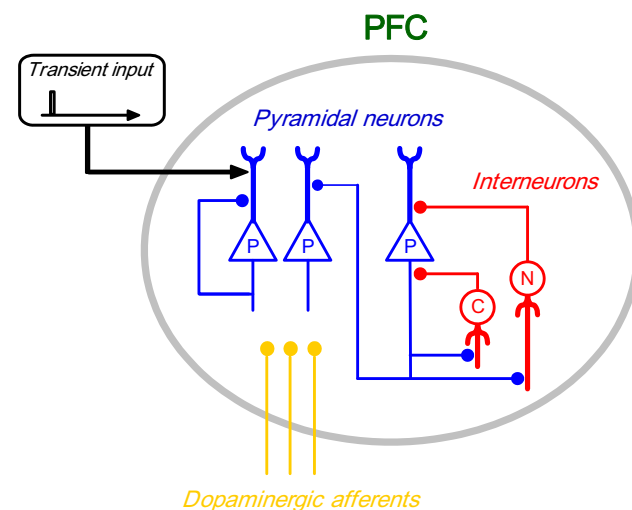 PFC
Transient input
Pyramidal neurons
Interneurons
P
P
P
N
C
Dopaminergic afferents